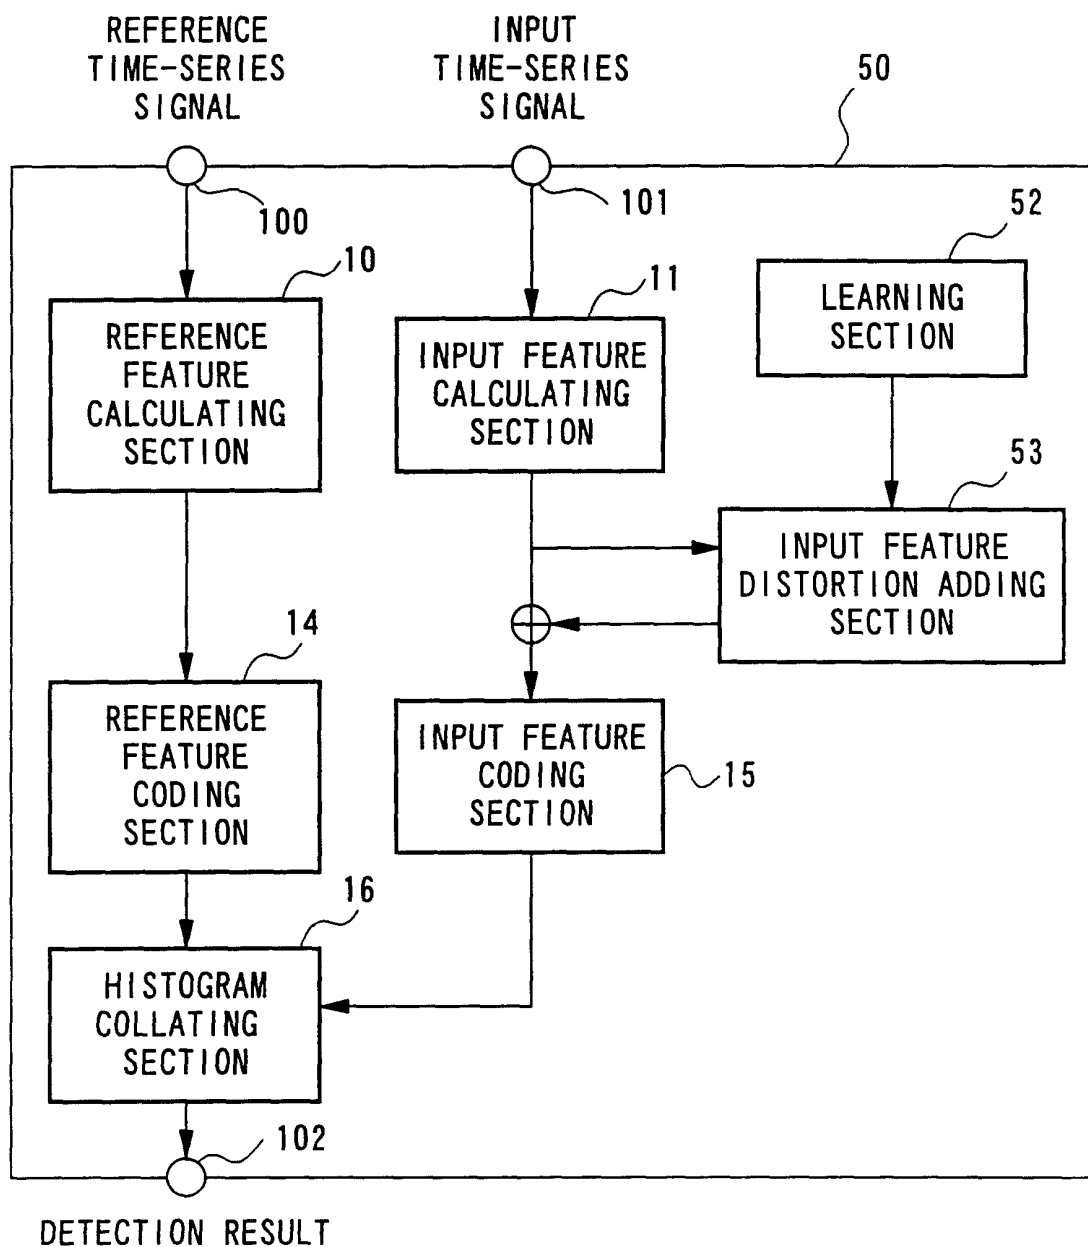 REFERENCE
TIME-SERIES
SIGNAL
INPUT
TIME-SERIES
SIGNAL
50
100
101
52
10
11
LEARNING
SECTION
REFERENCE
FEATURE
CALCULATING
SECTION
INPUT FEATURE
CALCULATING
SECTION
53
INPUT FEATURE
DISTORTION ADDING
SECTION
14
REFERENCE
FEATURE
CODING
SECTION
INPUT FEATURE
CODING
SECTION
15
16
HISTOGRAM
COLLATING
SECTION
102
DETECTION RESULT